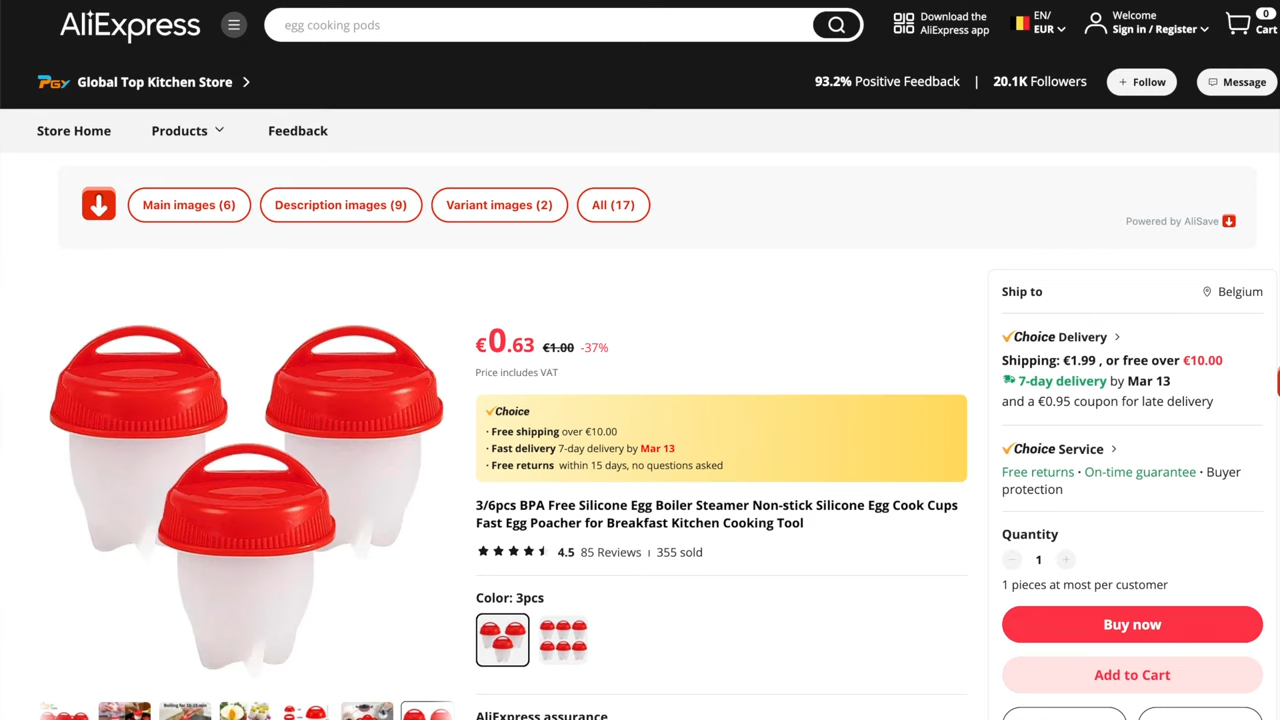 AliExpress
egg cooking pods
Download the
AliExpress app
EN/
EUR
Welcome
Sign in / Register
0
Cart
PGY Global Top Kitchen Store
93.2% Positive Feedback | 20.1K Followers
+ Follow
Message
Store Home
Products
Feedback
Main images (6)
Description images (9)
Variant images (2)
All (17)
Powered by AliSave
€0.63 €1.00 -37%
Price includes VAT
Choice
· Free shipping over €10.00
· Fast delivery 7-day delivery by Mar 13
· Free returns within 15 days, no questions asked
3/6pcs BPA Free Silicone Egg Boiler Steamer Non-stick Silicone Egg Cook Cups
Fast Egg Poacher for Breakfast Kitchen Cooking Tool
4.5 85 Reviews | 355 sold
Color: 3pcs
AliExpress assurance
Ship to
Belgium
Choice Delivery
Shipping: €1.99 , or free over €10.00
7-day delivery by Mar 13
and a €0.95 coupon for late delivery
Choice Service
Free returns · On-time guarantee · Buyer
protection
Quantity
1
1 pieces at most per customer
Buy now
Add to Cart